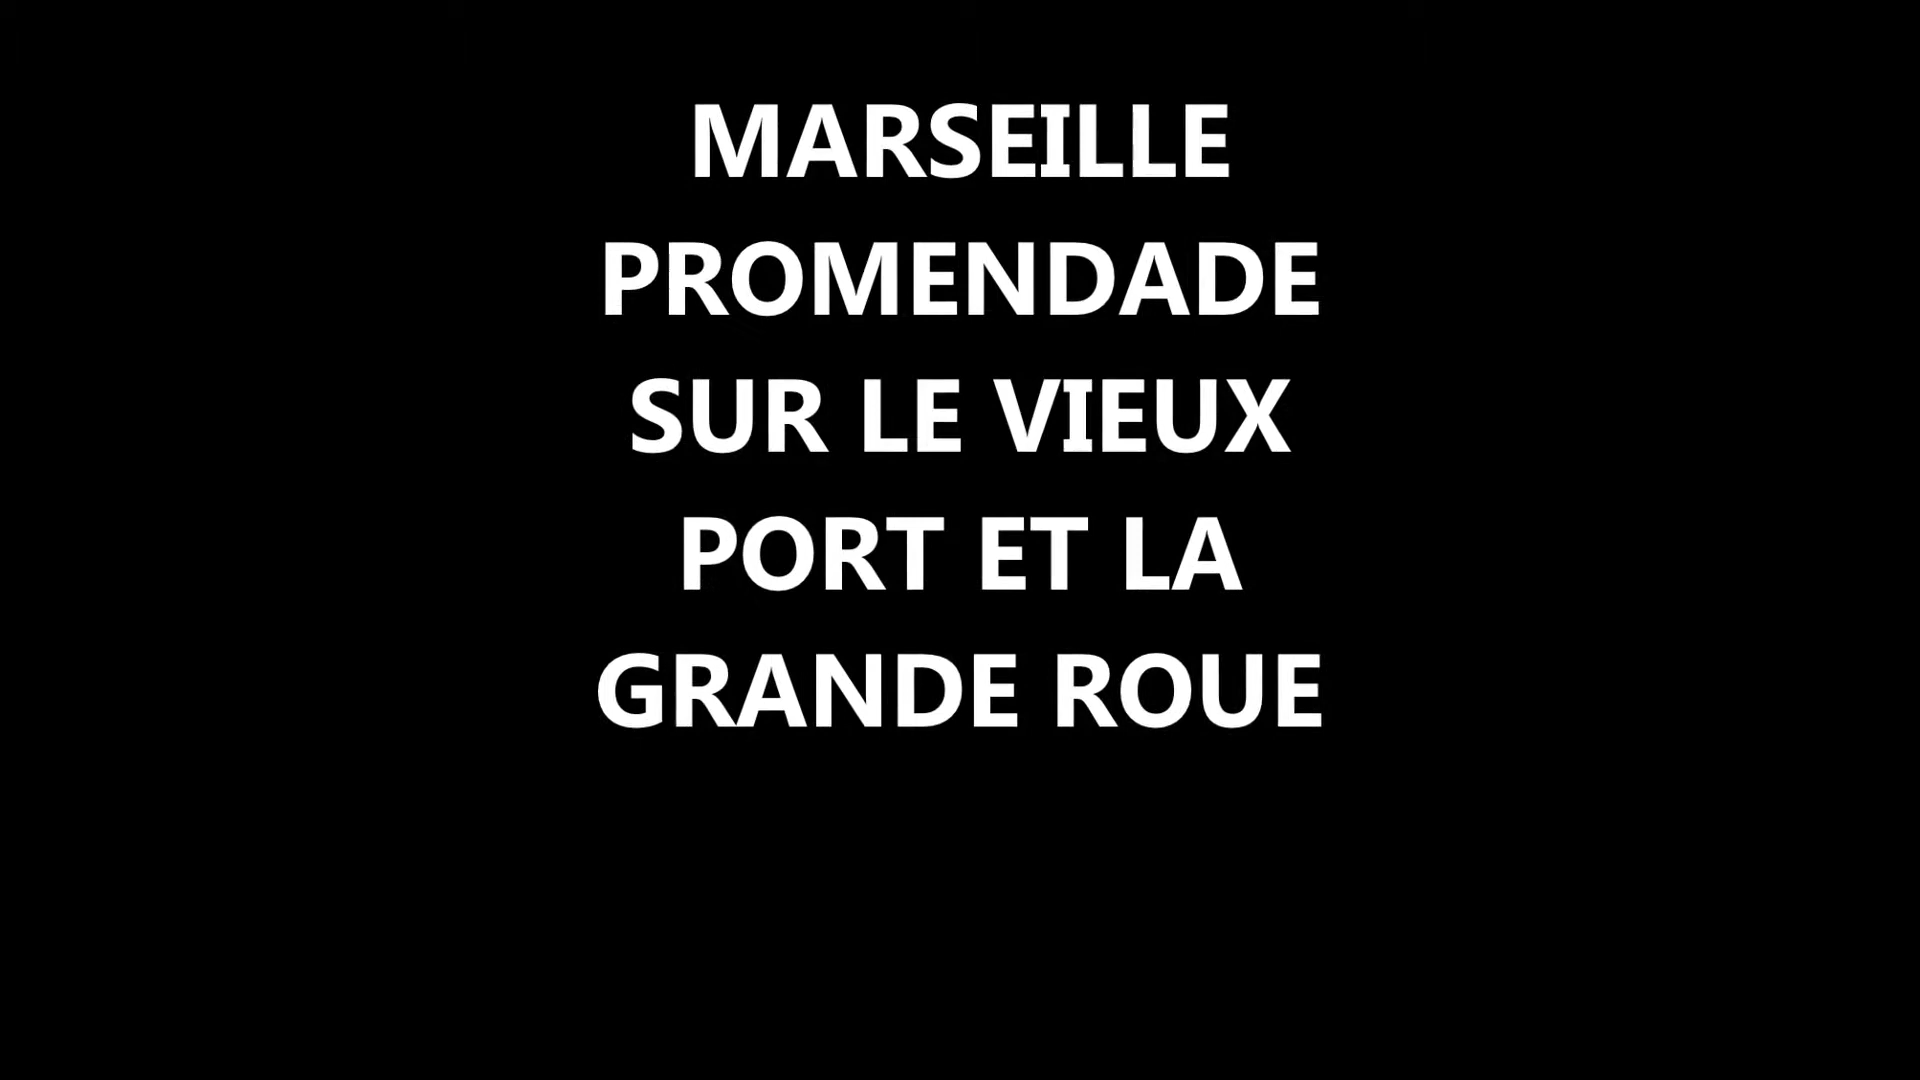 MARSEILLE
PROMENDADE
SUR LE VIEUX
PORT ET LA
GRANDE ROUE